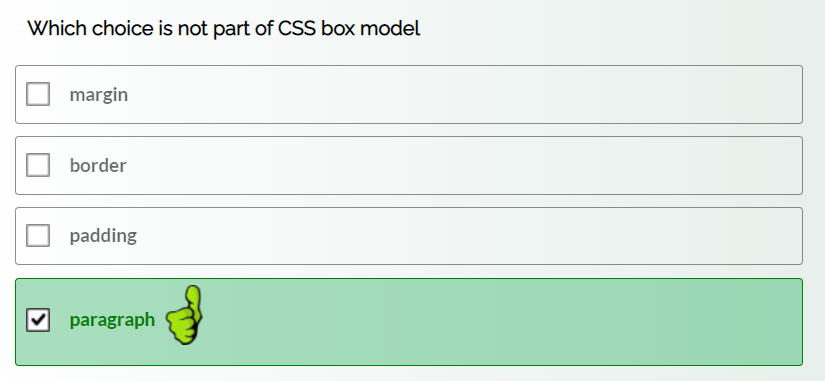 Which choice is not part of CSS box model
margin
border
padding
paragraph